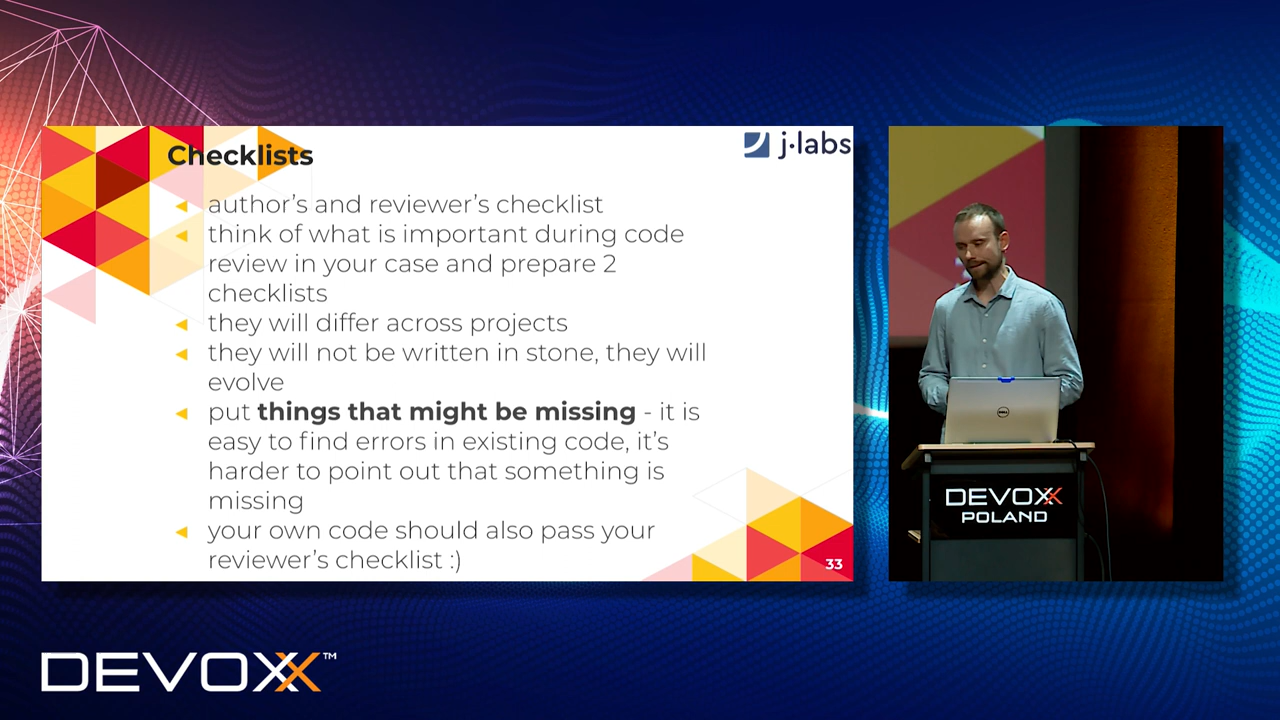 Checklists
j·labs
author's and reviewer's checklist
think of what is important during code
review in your case and prepare 2
checklists
they will differ across projects
they will not be written in stone, they will
evolve
put things that might be missing - it is
easy to find errors in existing code, it's
harder to point out that something is
missing
your own code should also pass your
reviewer's checklist :)
33
DELL
DEVOXX
POLAND
DEVOXX™